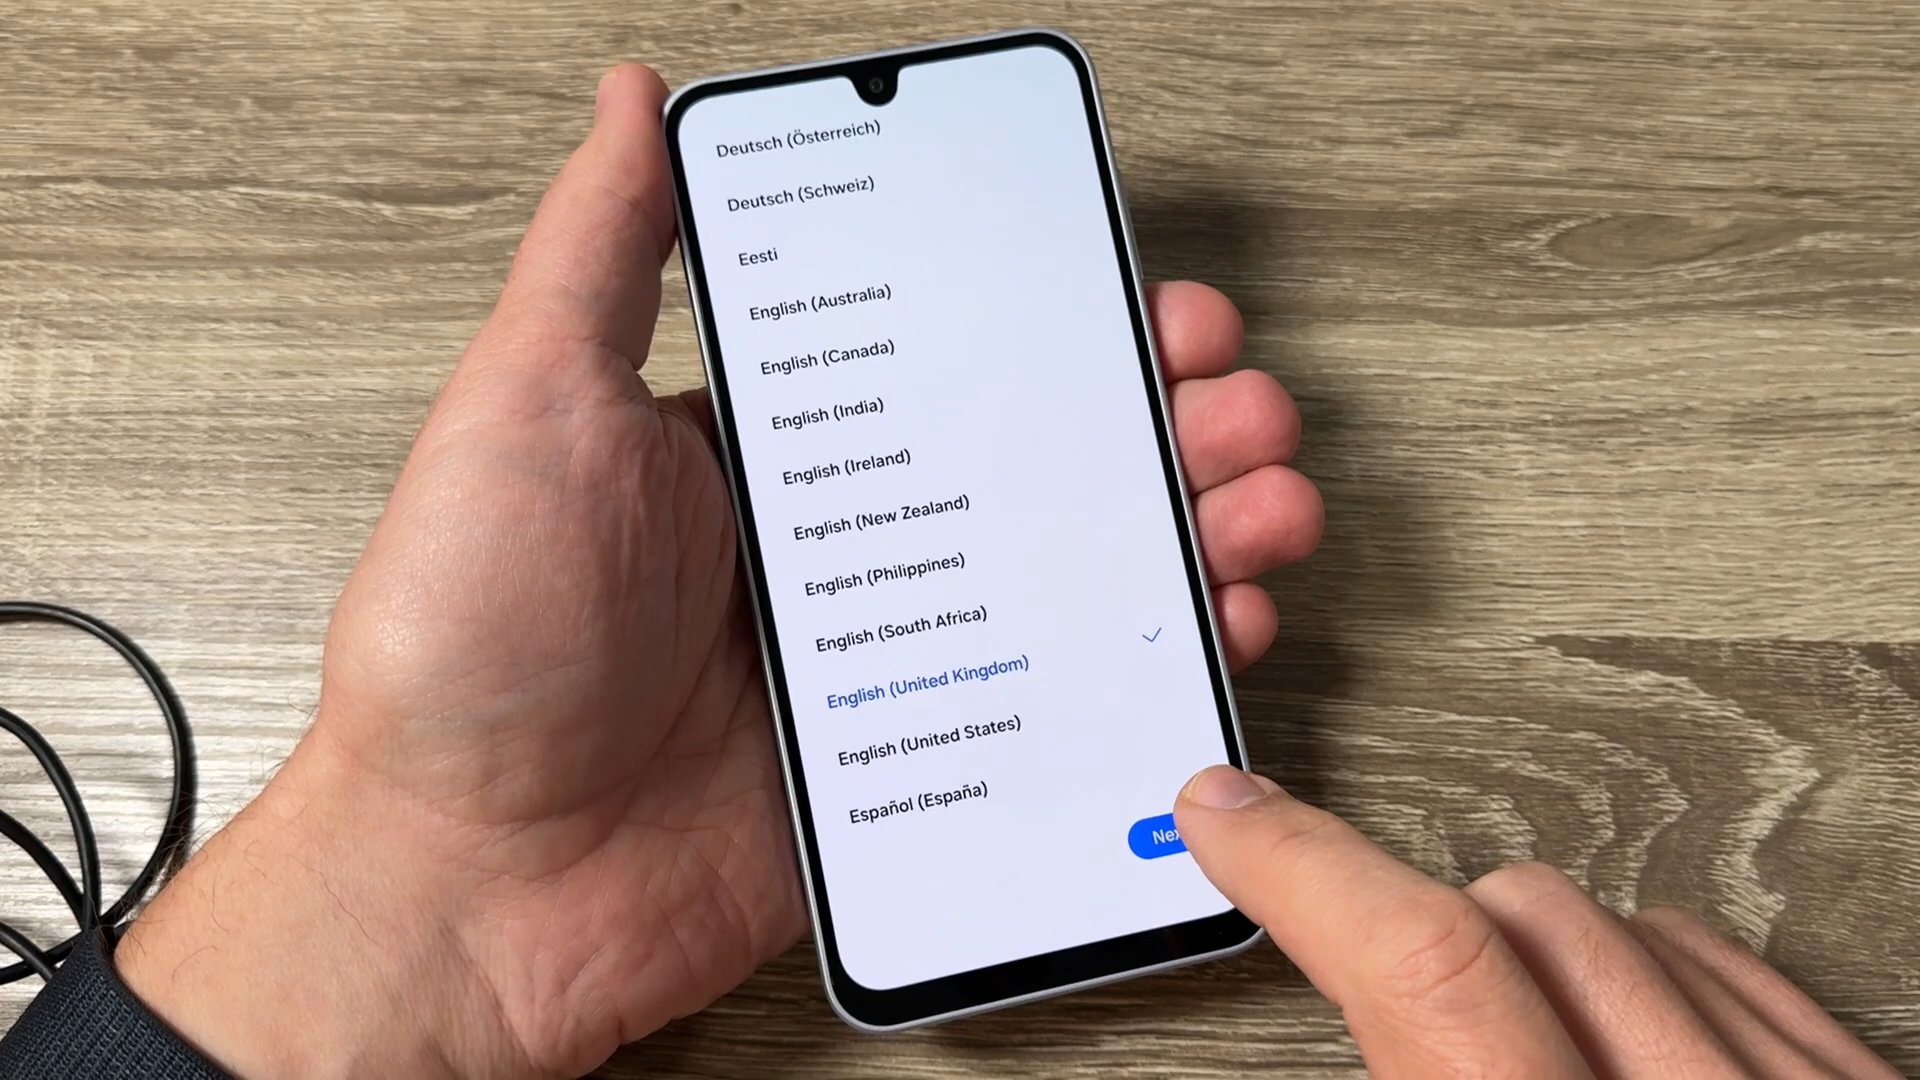 Deutsch (Österreich)
Deutsch (Schweiz)
Eesti
English (Australia)
English (Canada)
English (India)
English (Ireland)
English (New Zealand)
English (Philippines)
English (South Africa)
English (United Kingdom)
English (United States)
Español (España)